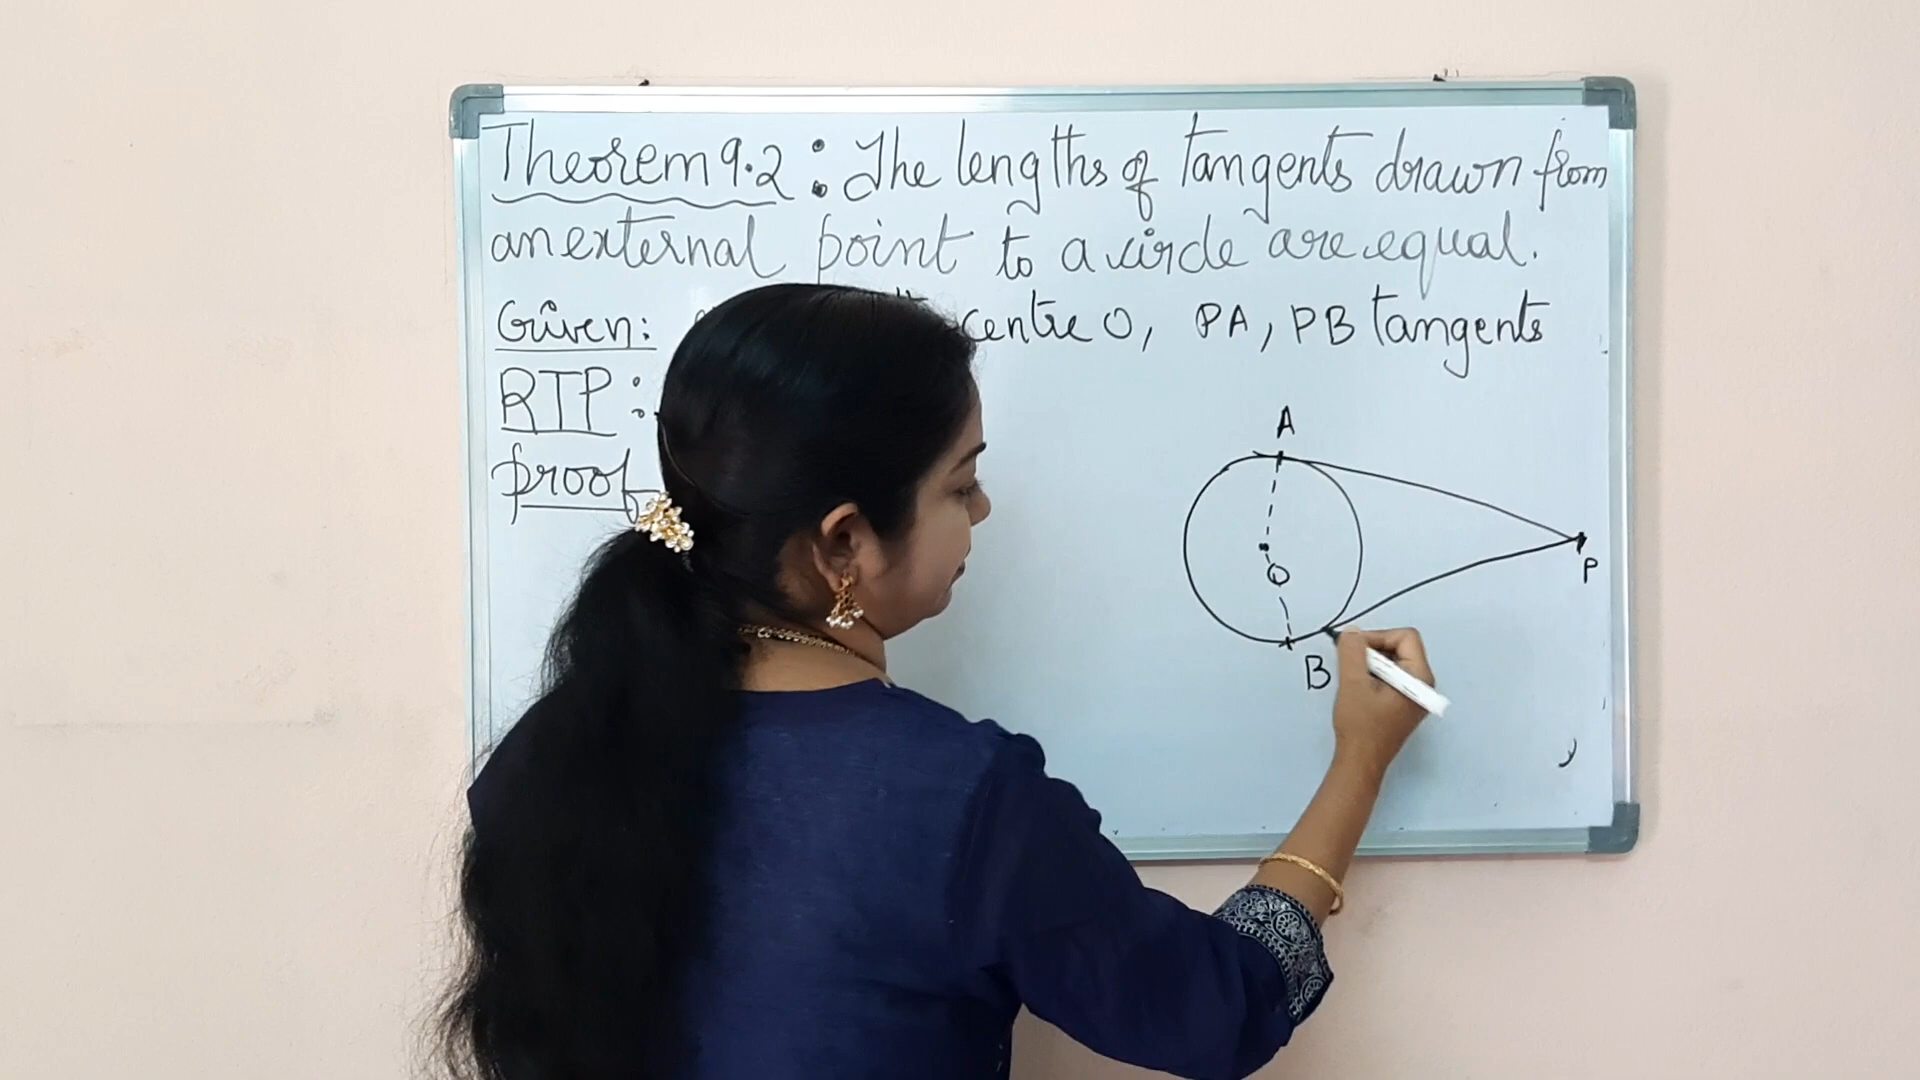 Theorem 9.2 : The lengths of tangents drawn from
an external point to a circle are equal.
Given: centre O, PA, PB tangents
RTP :
proof
A
O
P
B